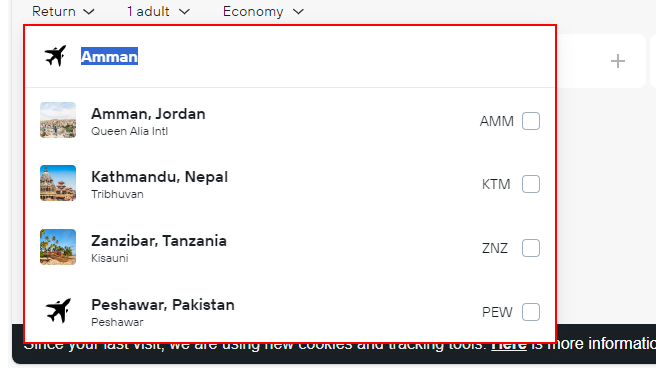 Return 1 adult Economy
Amman
Amman, Jordan
Queen Alia Intl
AMM
Kathmandu, Nepal
Tribhuvan
KTM
Zanzibar, Tanzania
Kisauni
ZNZ
Peshawar, Pakistan
Peshawar
PEW
Since your last visit, we are using new cookies and tracking tools. Here is more informatio